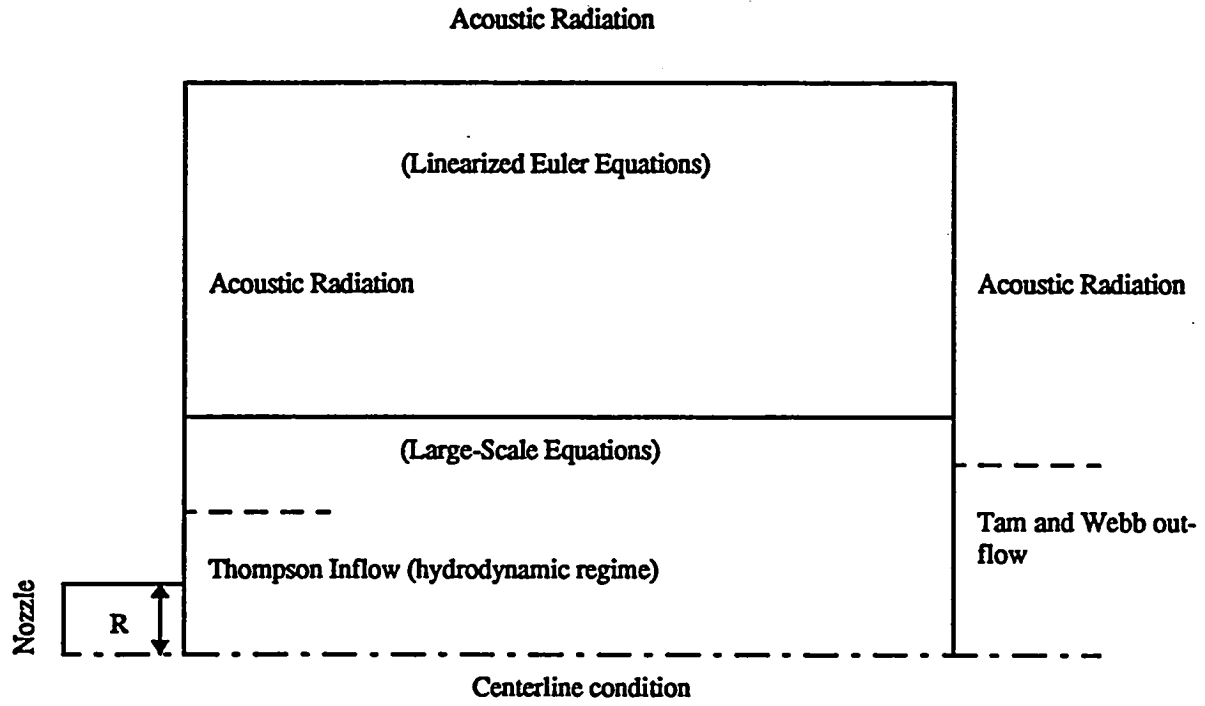 Acoustic Radiation
(Linearized Euler Equations)
Acoustic Radiation
Acoustic Radiation
(Large-Scale Equations)
Tam and Webb out-
flow
Thompson Inflow (hydrodynamic regime)
Nozzle
R
Centerline condition